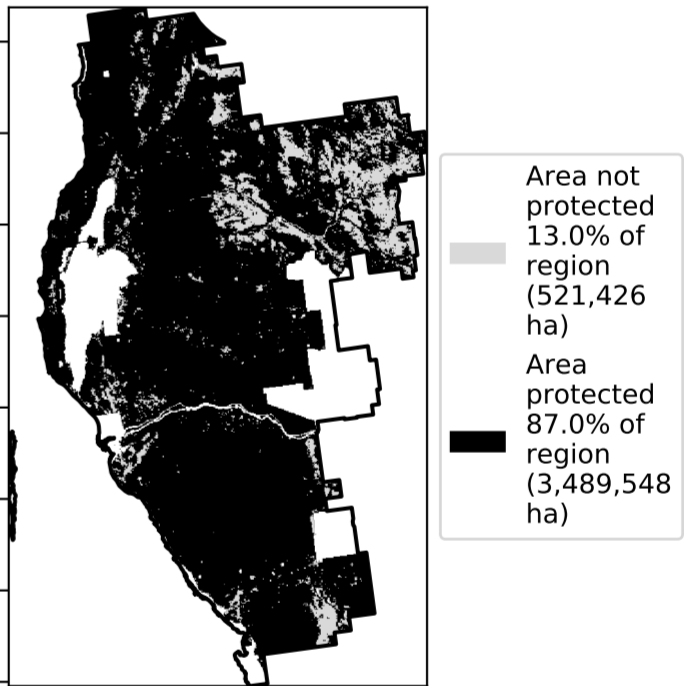 Area not
protected
13.0% of
region
(521,426
ha)
Area
protected
87.0% of
region
(3,489,548
ha)